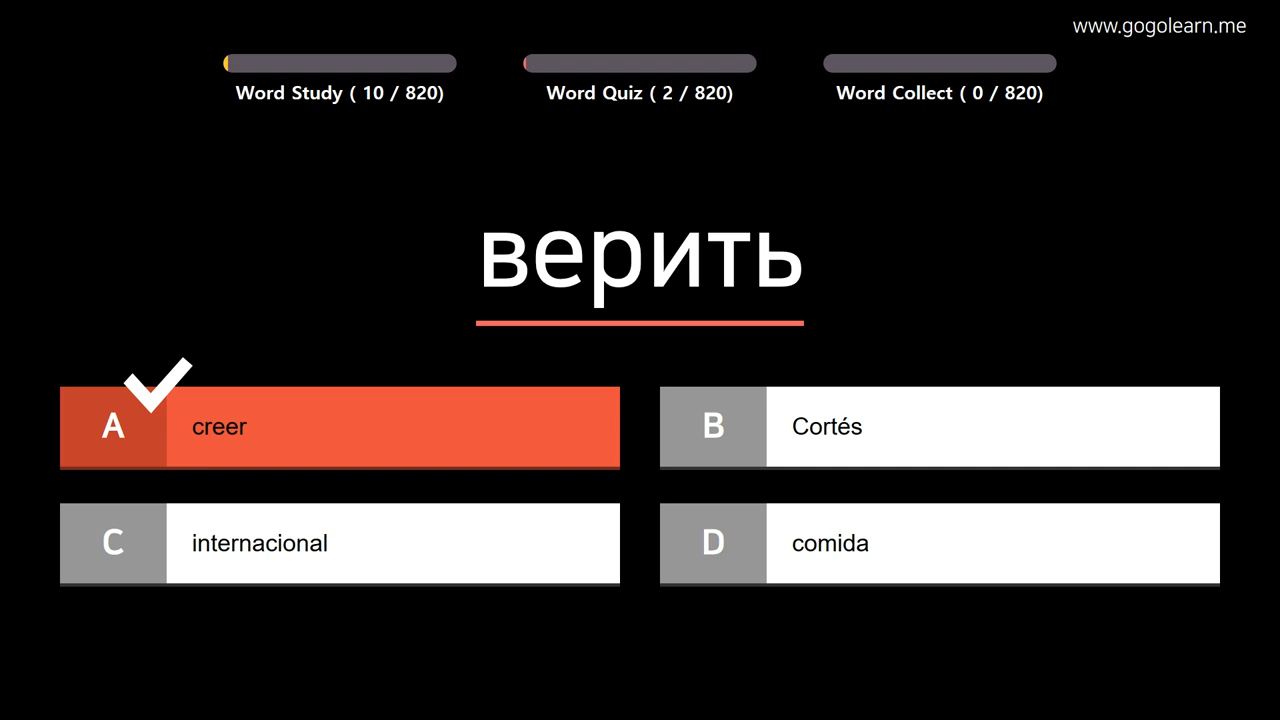 www.gogolearn.me
Word Study ( 10 / 820)
Word Quiz ( 2 / 820)
Word Collect ( 0 / 820)
верить
A creer
B Cortés
C internacional
D comida